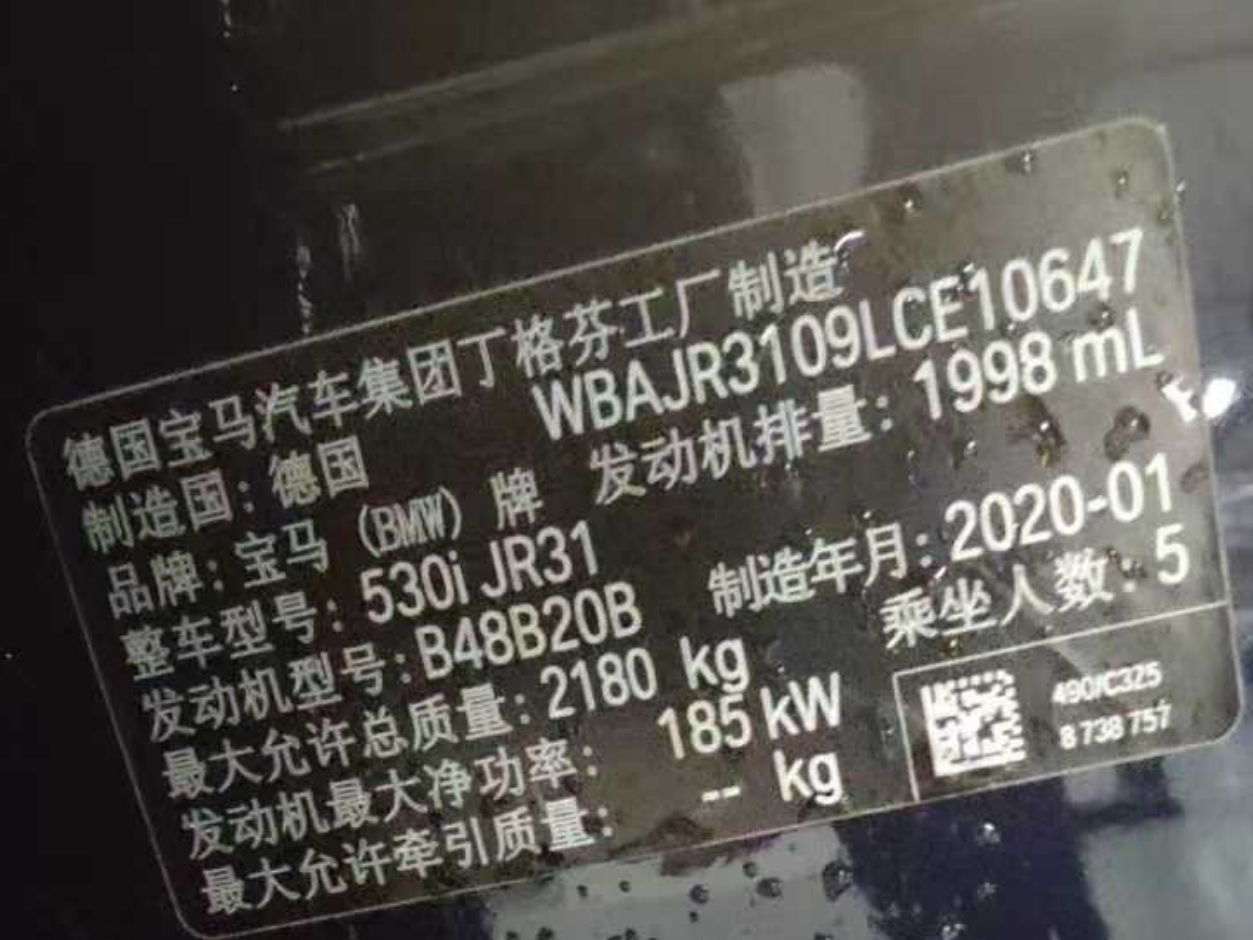 德国宝马汽车集团丁格芬工厂制造
WBAJR3109LCE10647
制造国：德国
发动机排量：1998 mL
品牌：宝马（BMW）牌
整车型号：530i JR31
制造年月：2020-01
发动机型号：B48B20B
乘坐人数：5
最大允许总质量：2180 kg
发动机最大净功率：185 kW
最大允许牵引质量：-- kg
490/C325
8 738 757